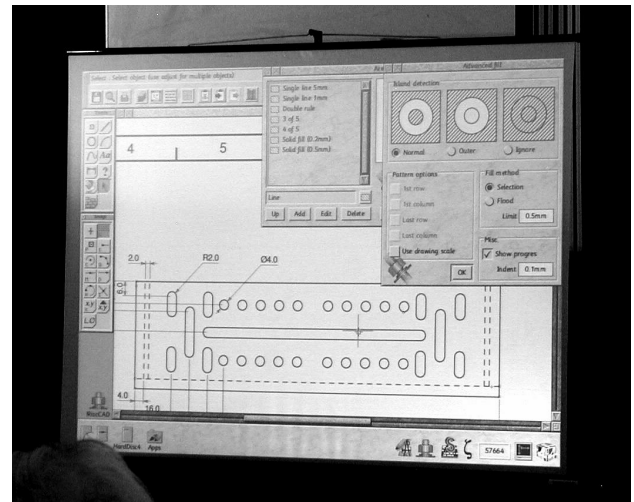 Select - Select object (use adjust for multiple objects)
Advanced fill
Single line 5mm
Single line 1mm
Double rule
3 of 5
4 of 5
Solid fill (0.2mm)
Solid fill (0.5mm)
Line
Up
Add
Edit
Delete
Island detection
Normal
Outer
Ignore
Pattern options
1st row
1st column
Last row
Last column
Use drawing scale
Fill method
Selection
Flood
Limit 0.5mm
Misc.
Show progres
Indent 0.1mm
OK
4
5
2.0
R2.0
Ø4.0
4.0
16.0
RiscCAD
HardDisc4
Apps
57664